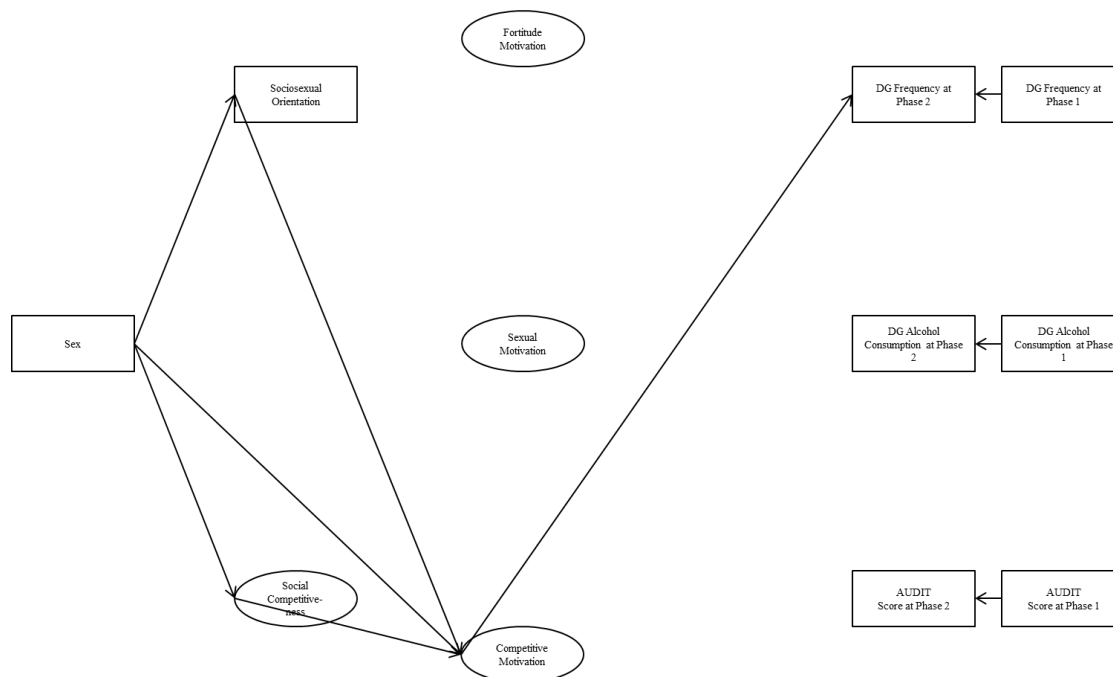 Fortitude
Motivation
Sociosexual
Orientation
DG Frequency at
Phase 2
DG Frequency at
Phase 1
Sex
Sexual
Motivation
DG Alcohol
Consumption at Phase
2
DG Alcohol
Consumption at Phase
1
Social
Competitive-
ness
AUDIT
Score at Phase 2
AUDIT
Score at Phase 1
Competitive
Motivation